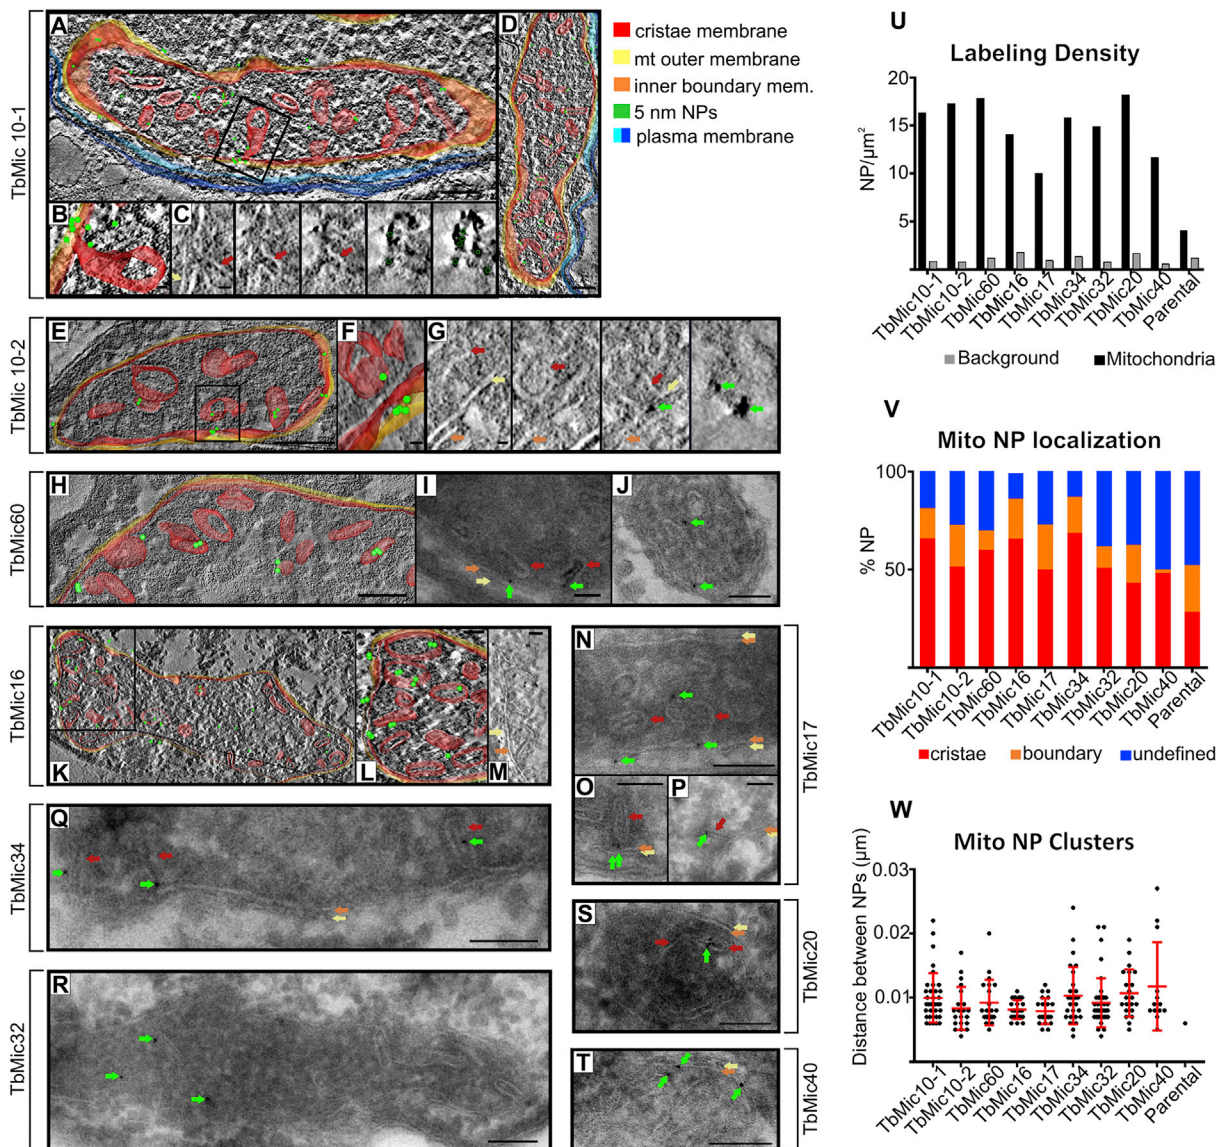 A
D
TbMic 10-1
B
C
cristae membrane
mt outer membrane
inner boundary mem.
5 nm NPs
plasma membrane
E
F
G
TbMic 10-2
H
I
J
TbMic60
K
L
M
TbMic16
N
O
P
TbMic17
Q
TbMic34
R
TbMic32
S
TbMic20
T
TbMic40
U
Labeling Density
NP/µm²
20
15
10
5
TbMic10-1
TbMic10-2
TbMic60
TbMic16
TbMic17
TbMic34
TbMic32
TbMic20
TbMic40
Parental
Background
Mitochondria
V
Mito NP localization
% NP
100
50
TbMic10-1
TbMic10-2
TbMic60
TbMic16
TbMic17
TbMic34
TbMic32
TbMic20
TbMic40
Parental
cristae
boundary
undefined
W
Mito NP Clusters
Distance between NPs (µm)
0.03
0.02
0.01
TbMic10-1
TbMic10-2
TbMic60
TbMic16
TbMic17
TbMic34
TbMic32
TbMic20
TbMic40
Parental